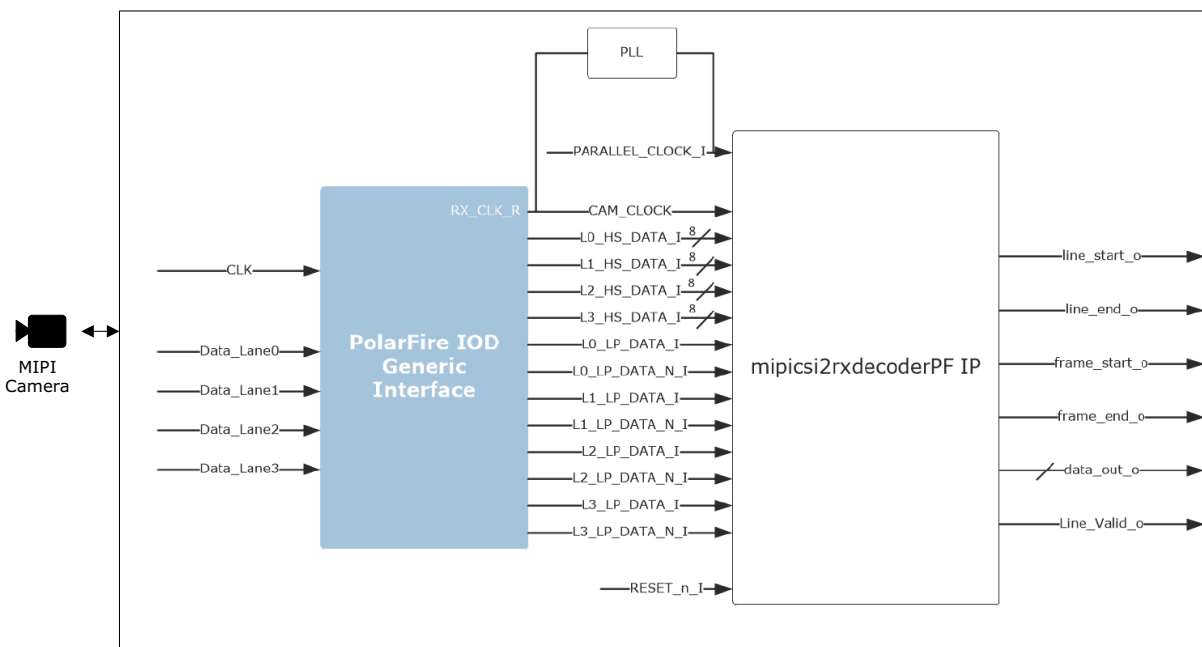 PLL
PARALLEL_CLOCK_I
RX_CLK_R
CAM_CLOCK
L0_HS_DATA_I
8
L1_HS_DATA_I
8
L2_HS_DATA_I
8
L3_HS_DATA_I
8
L0_LP_DATA_I
L0_LP_DATA_N_I
L1_LP_DATA_I
L1_LP_DATA_N_I
L2_LP_DATA_I
L2_LP_DATA_N_I
L3_LP_DATA_I
L3_LP_DATA_N_I
RESET_n_I
CLK
Data_Lane0
Data_Lane1
Data_Lane2
Data_Lane3
MIPI
Camera
PolarFire IOD
Generic
Interface
mipicsi2rxdecoderPF IP
line_start_o
line_end_o
frame_start_o
frame_end_o
data_out_o
Line_Valid_o